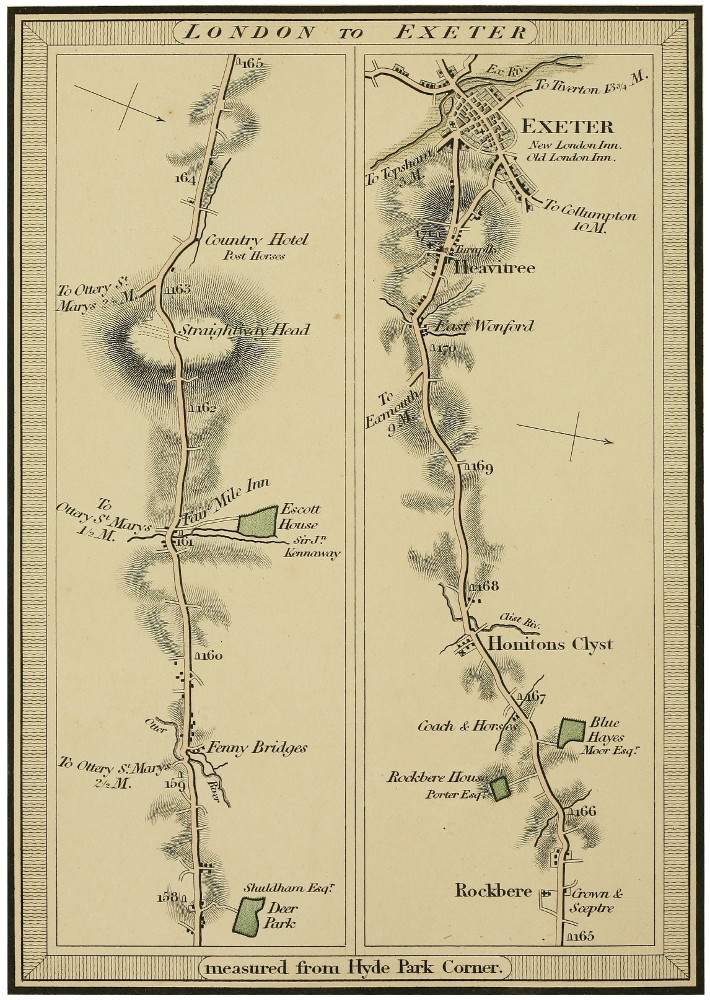 LONDON TO EXETER
165
164
Country Hotel
Post Horses
To Ottery St
Marys 2½ M.
163
Straightway Head
162
Fair Mile Inn
To
Ottery St. Marys
1½ M.
Escott
House
Sir Jn.
Kennaway
161
160
Otter
Fenny Bridges
To Ottery St. Marys
2½ M.
159
River
Shuldham Esqr.
158
Deer
Park
Ex Riv.
To Tiverton 13¾ M.
EXETER
New London Inn.
Old London Inn.
To Topsham
3 M.
To Collumpton
10 M.
Turnpike
Heavitree
East Wonford
170
To
Exmouth
9 M.
169
168
Clist Riv.
Honitons Clyst
167
Coach & Horses
Blue
Hayes
Moor Esqr.
Rockbere House
Porter Esqr.
166
Rockbere
Crown &
Sceptre
165
measured from Hyde Park Corner.